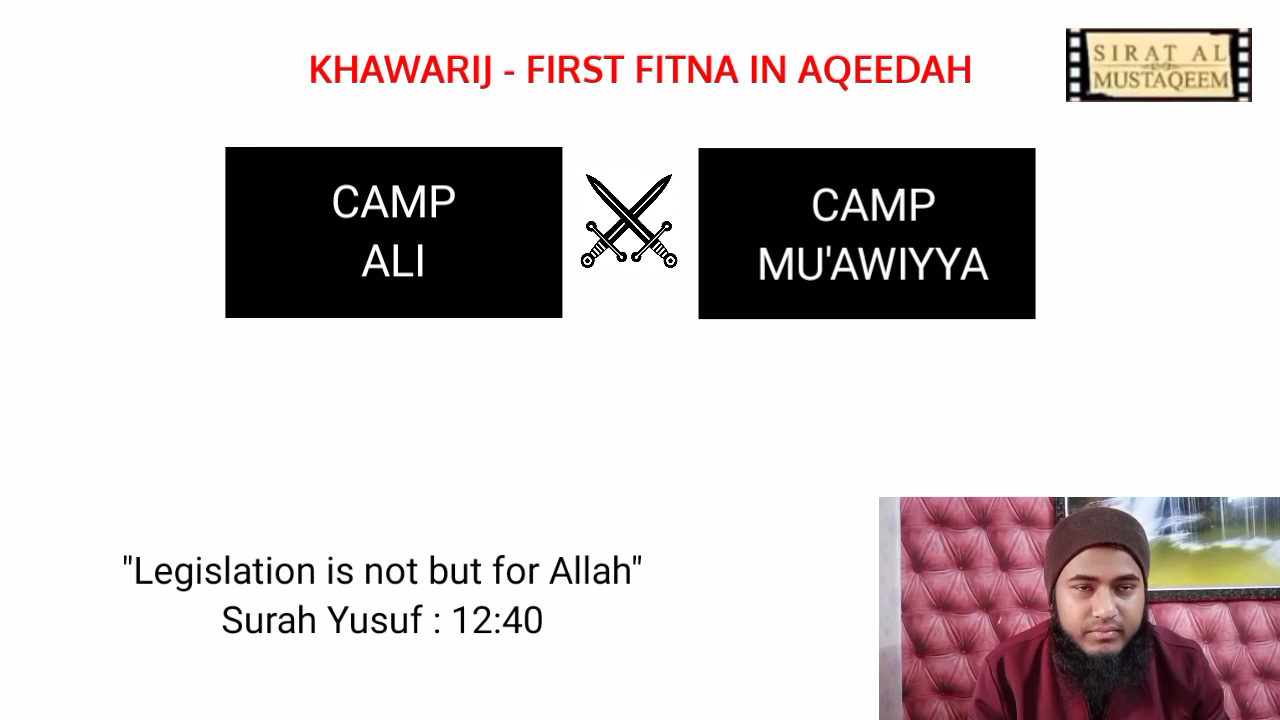 KHAWARIJ - FIRST FITNA IN AQEEDAH
SIRAT AL
MUSTAQEEM
CAMP
ALI
CAMP
MU'AWIYYA
"Legislation is not but for Allah"
Surah Yusuf : 12:40